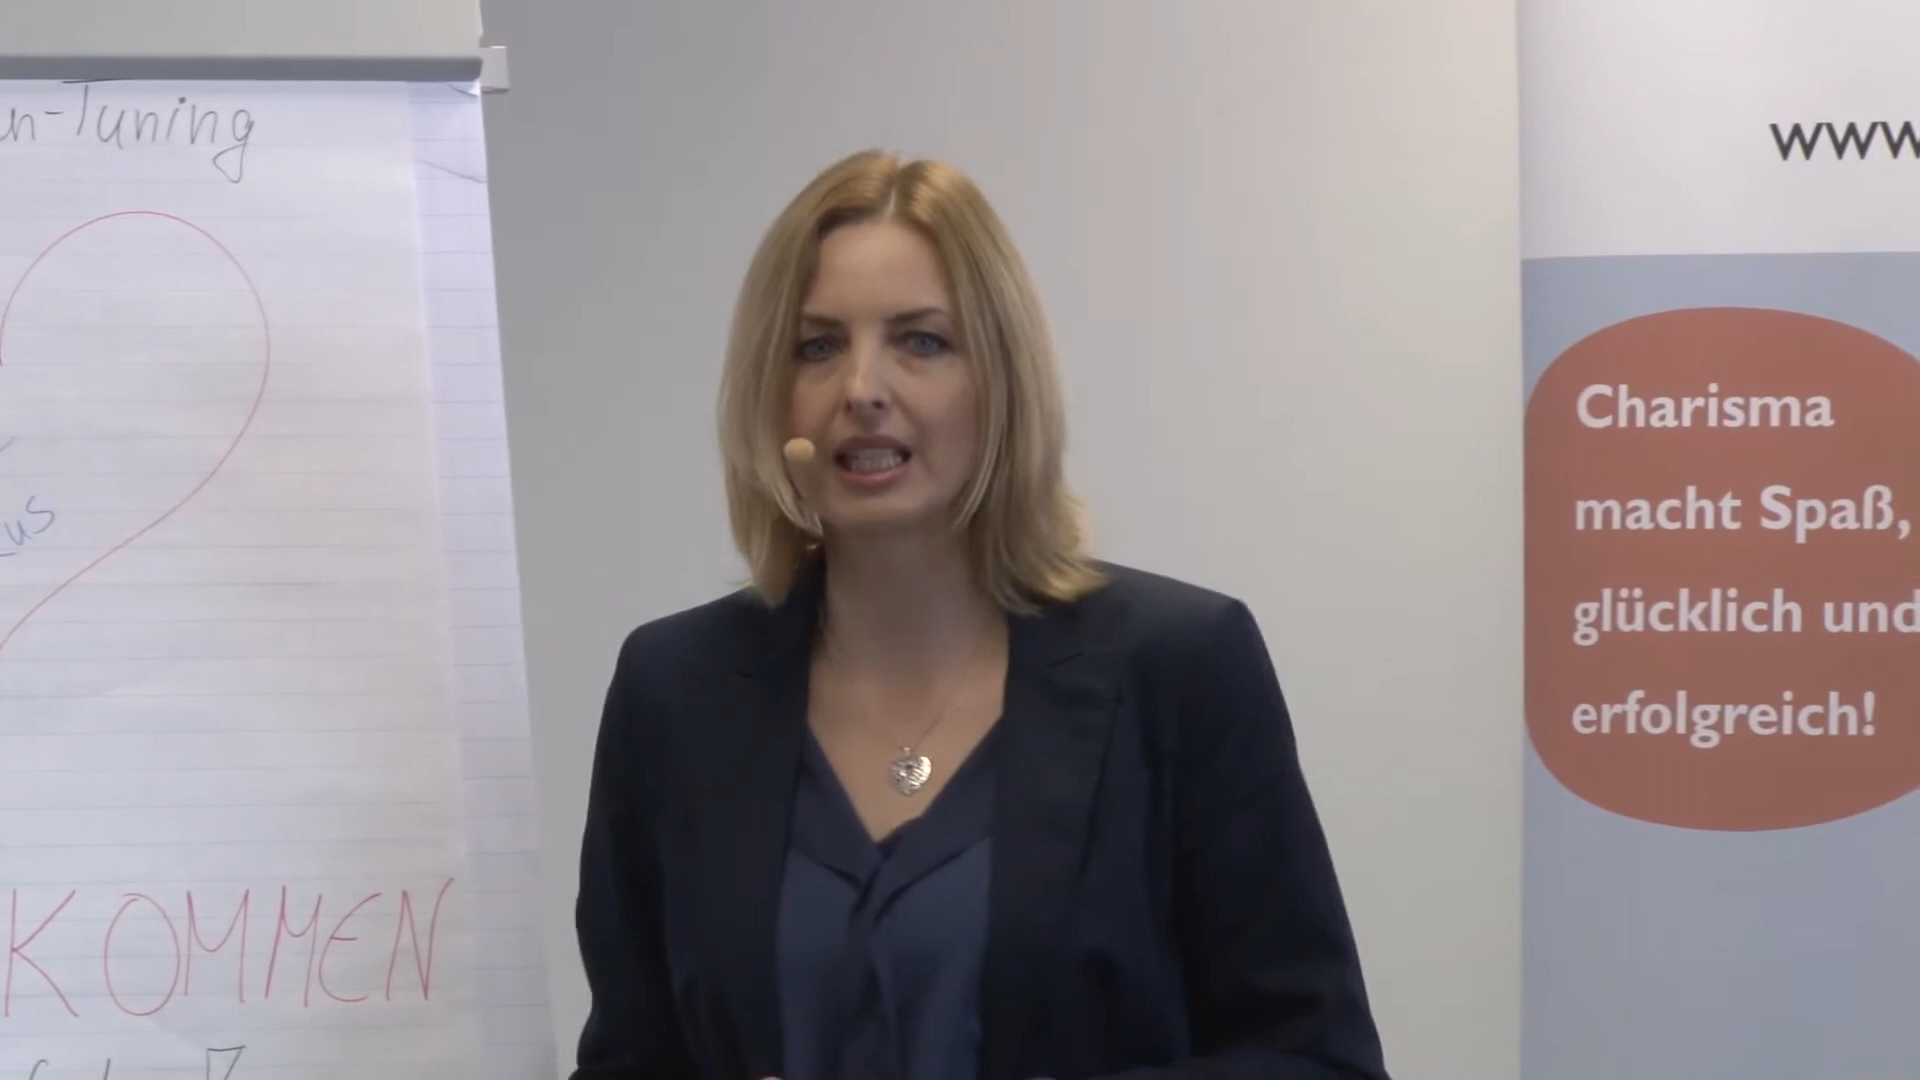 n-Tuning
us
KOMMEN
www
Charisma
macht Spaß,
glücklich und
erfolgreich!